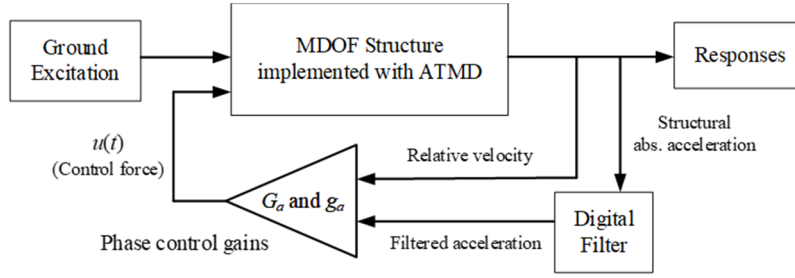 Ground
Excitation
MDOF Structure
implemented with ATMD
Responses
u(t)
(Control force)
Relative velocity
Structural
abs. acceleration
Gₐ and gₐ
Phase control gains
Filtered acceleration
Digital
Filter